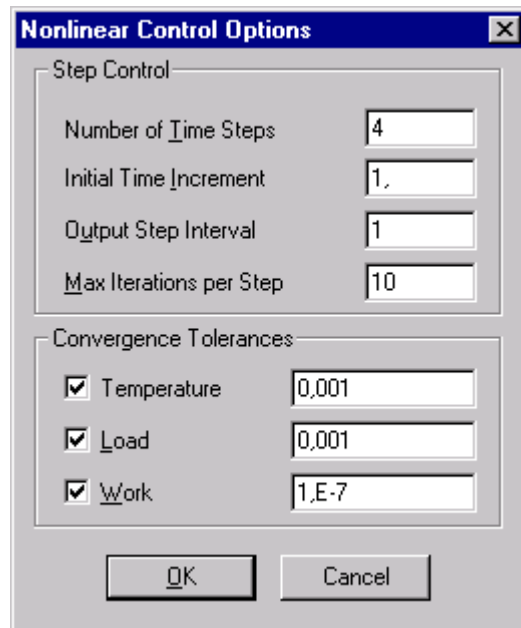 Nonlinear Control Options
Step Control
Number of Time Steps 4
Initial Time Increment 1,
Output Step Interval 1
Max Iterations per Step 10
Convergence Tolerances
Temperature 0,001
Load 0,001
Work 1,E-7
OK Cancel